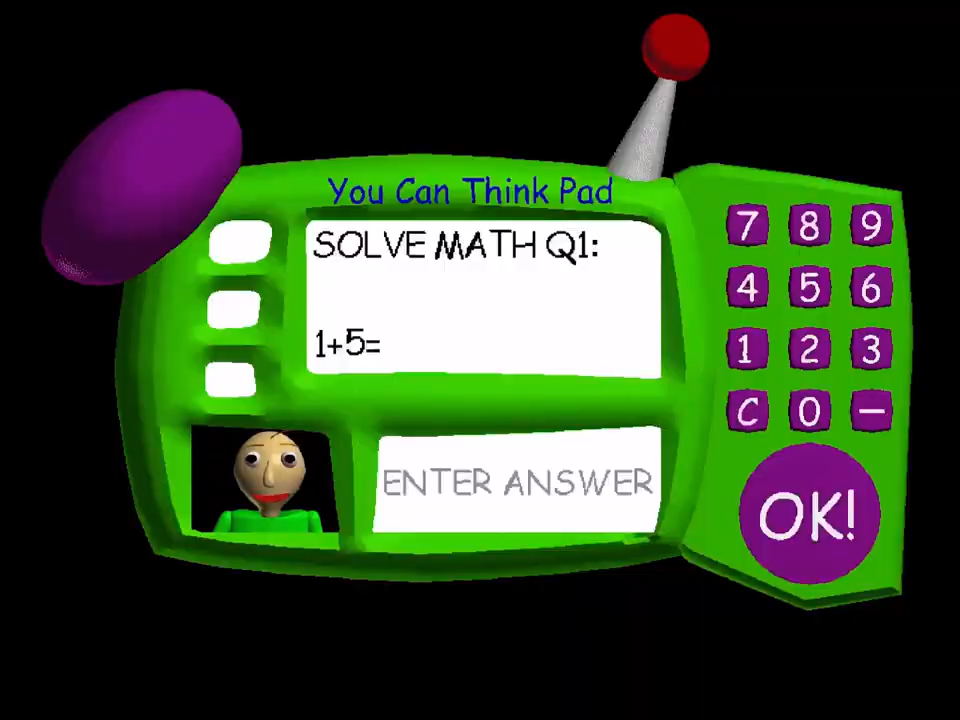 You Can Think Pad
SOLVE MATH Q1:
1+5=
ENTER ANSWER
7 8 9
4 5 6
1 2 3
C 0 –
OK!